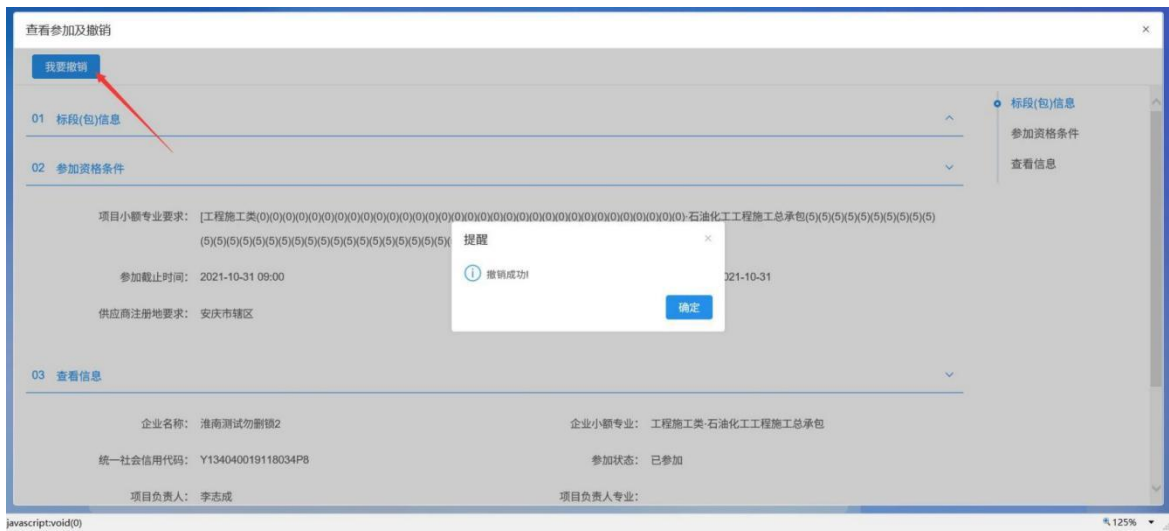 查看参加及撤销
我要撤销
标段(包)信息
参加资格条件
查看信息
01 标段(包)信息
02 参加资格条件
项目小额专业要求: [工程施工类(0)(0)(0)(0)(0)(0)(0)(0)(0)(0)(0)(0)(0)(0)(0)(0)(0)(0)(0)(0)(0)(0)(0)(0)(0)(0)(0)(0)(0)(0)(0)(0)(0)(0)(0)(0)-石油化工工程施工总承包(5)(5)(5)(5)(5)(5)(5)(5)(5)(5)
(5)(5)(5)(5)(5)(5)(5)(5)(5)(5)(5)(5)(5)(5)(5)(5)(5)(5)(5)(5)
参加截止时间: 2021-10-31 09:00
021-10-31
供应商注册地要求: 安庆市辖区
提醒
撤销成功!
确定
03 查看信息
企业名称: 淮南测试勿删锁2 企业小额专业: 工程施工类-石油化工工程施工总承包
统一社会信用代码: Y134040019118034P8 参加状态: 已参加
项目负责人: 李志成 项目负责人专业:
javascript:void(0) 125%